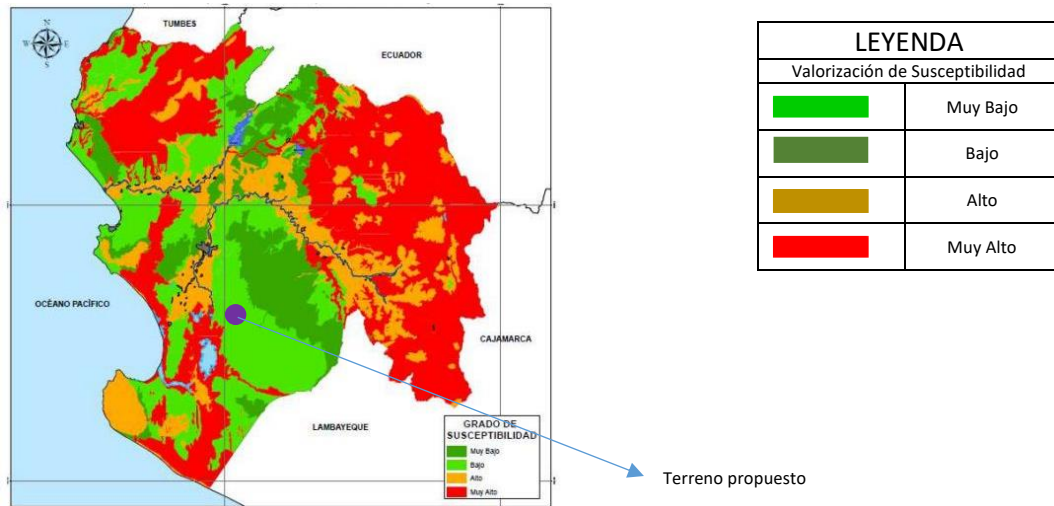 N
W E
S
TUMBES
ECUADOR
OCÉANO PACÍFICO
CAJAMARCA
LAMBAYEQUE
GRADO DE
SUSCEPTIBILIDAD
Muy Bajo
Bajo
Alto
Muy Alto
LEYENDA
Valorización de Susceptibilidad
Muy Bajo
Bajo
Alto
Muy Alto
Terreno propuesto